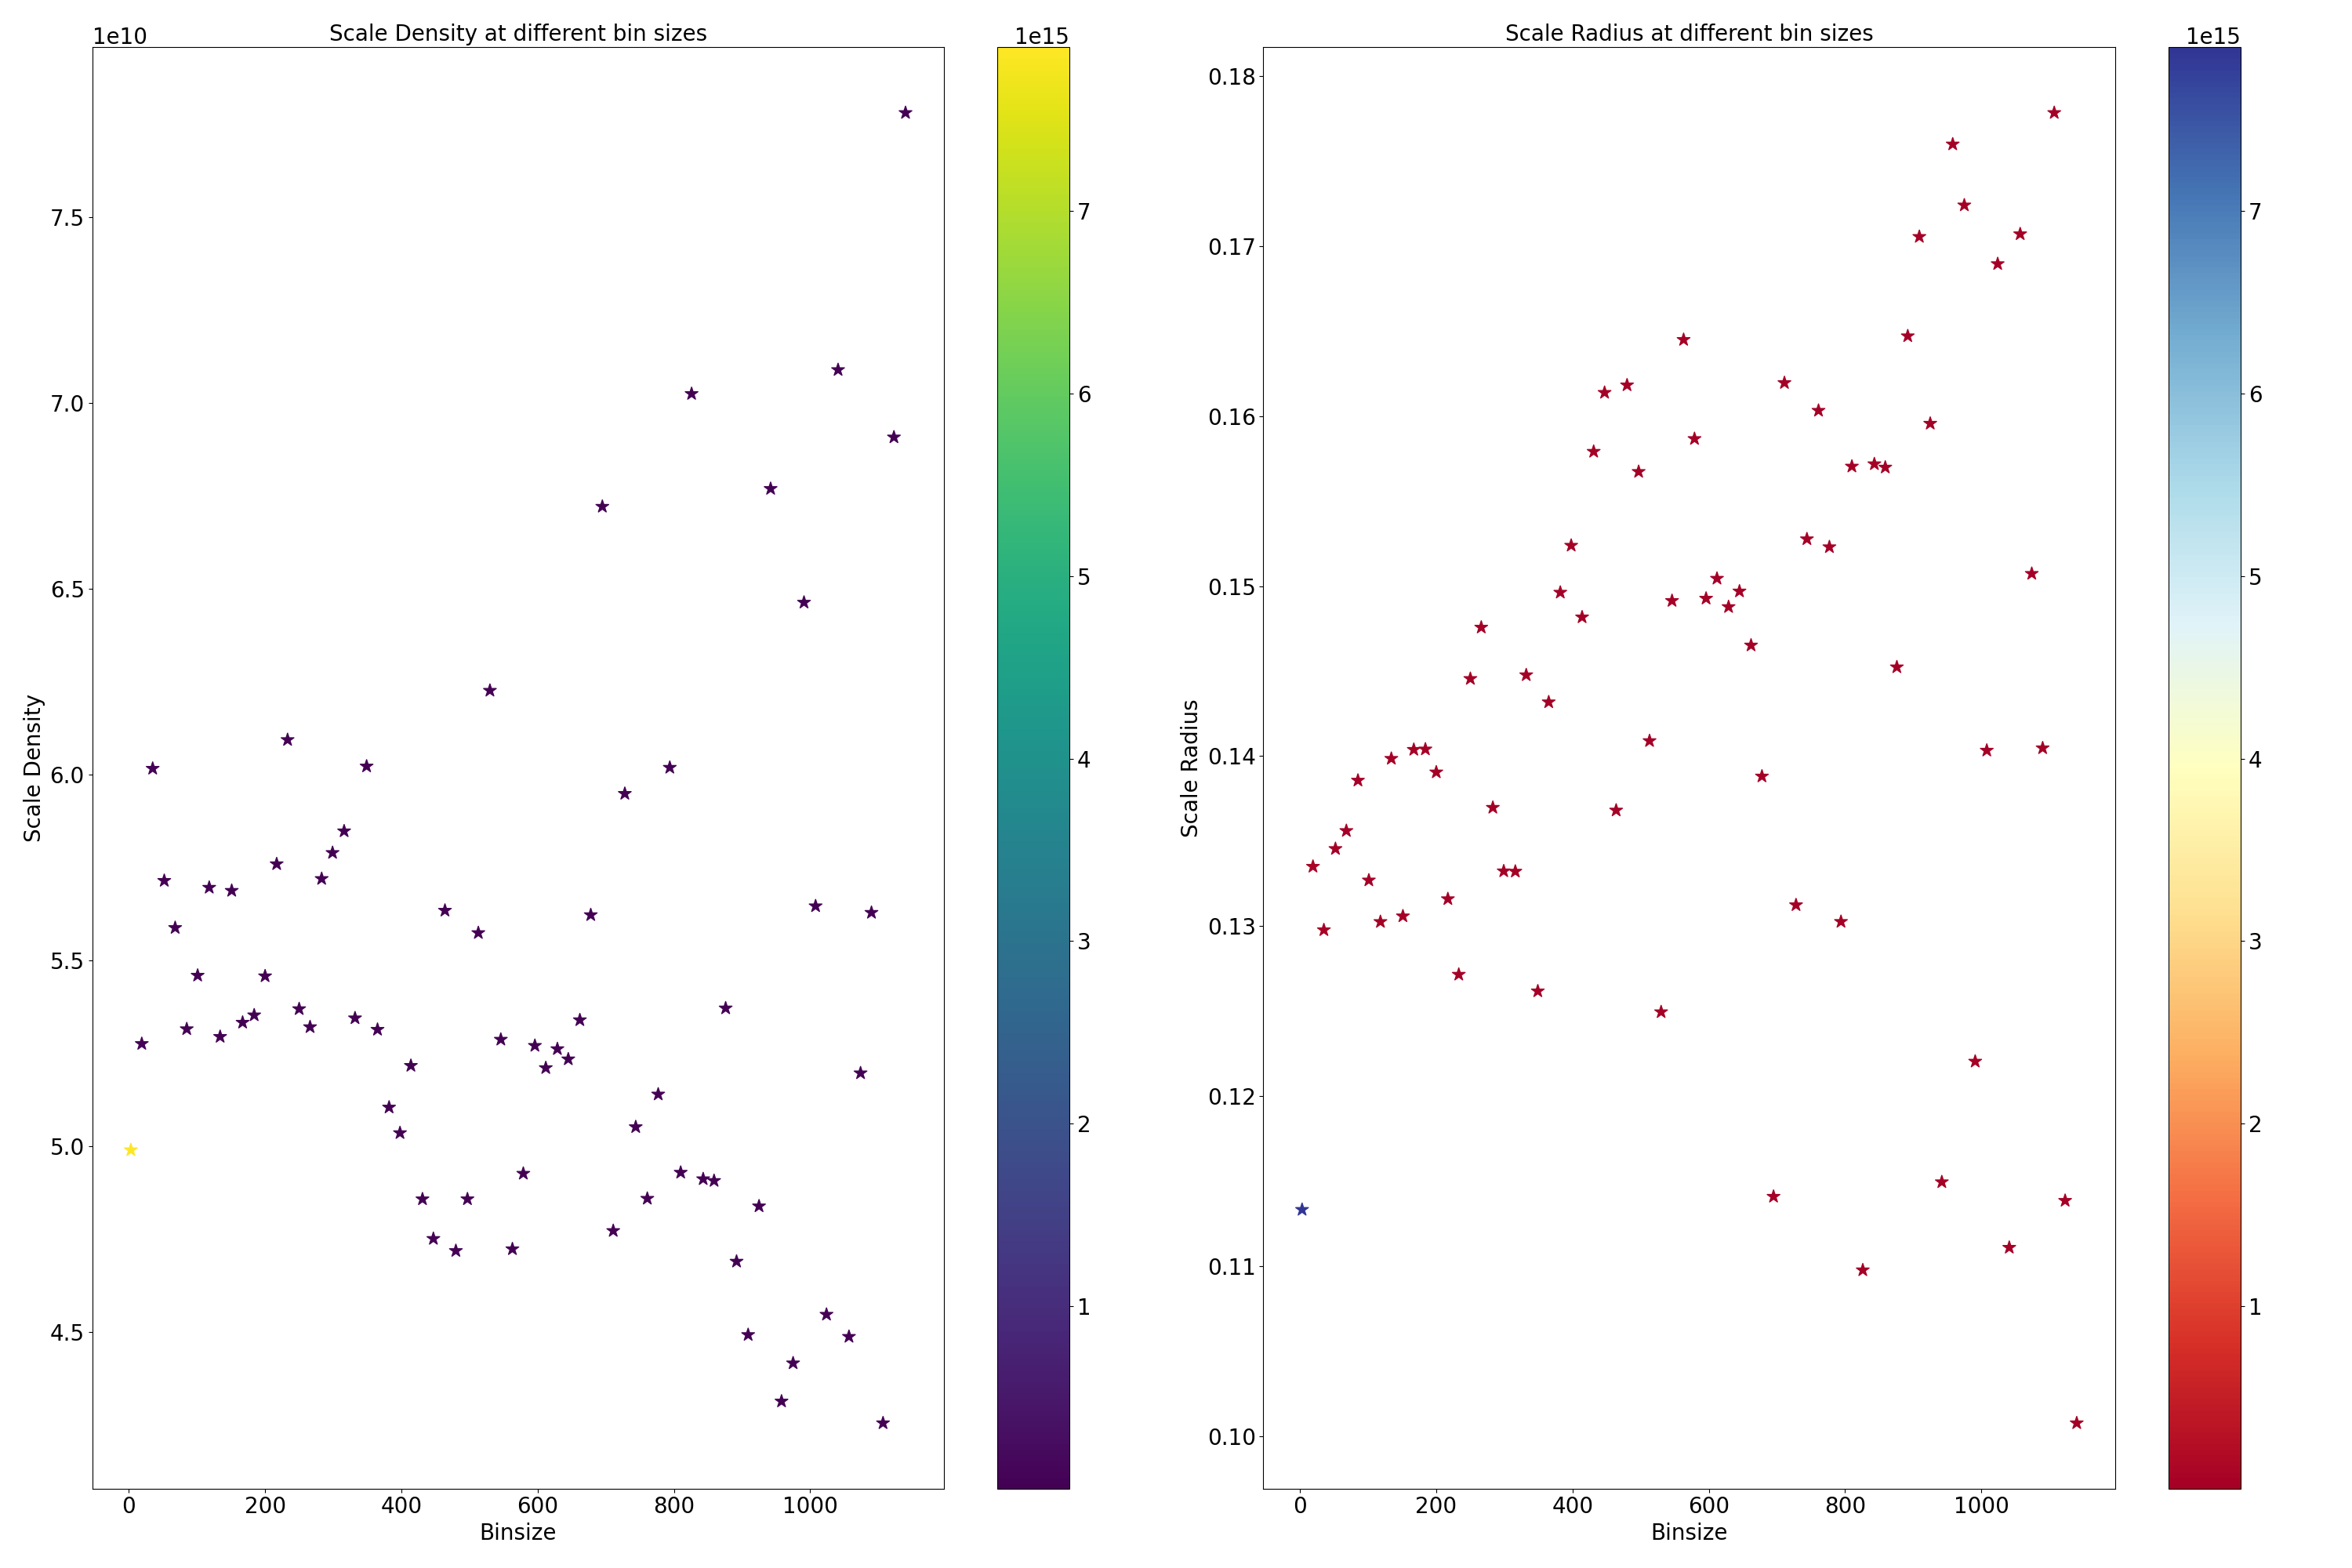 Scale Density at different bin sizes
1e10
7.5
7.0
6.5
6.0
5.5
5.0
4.5
Scale Density
0 200 400 600 800 1000
Binsize
1e15
7
6
5
4
3
2
1
Scale Radius at different bin sizes
0.18
0.17
0.16
0.15
0.14
0.13
0.12
0.11
0.10
Scale Radius
0 200 400 600 800 1000
Binsize
1e15
7
6
5
4
3
2
1